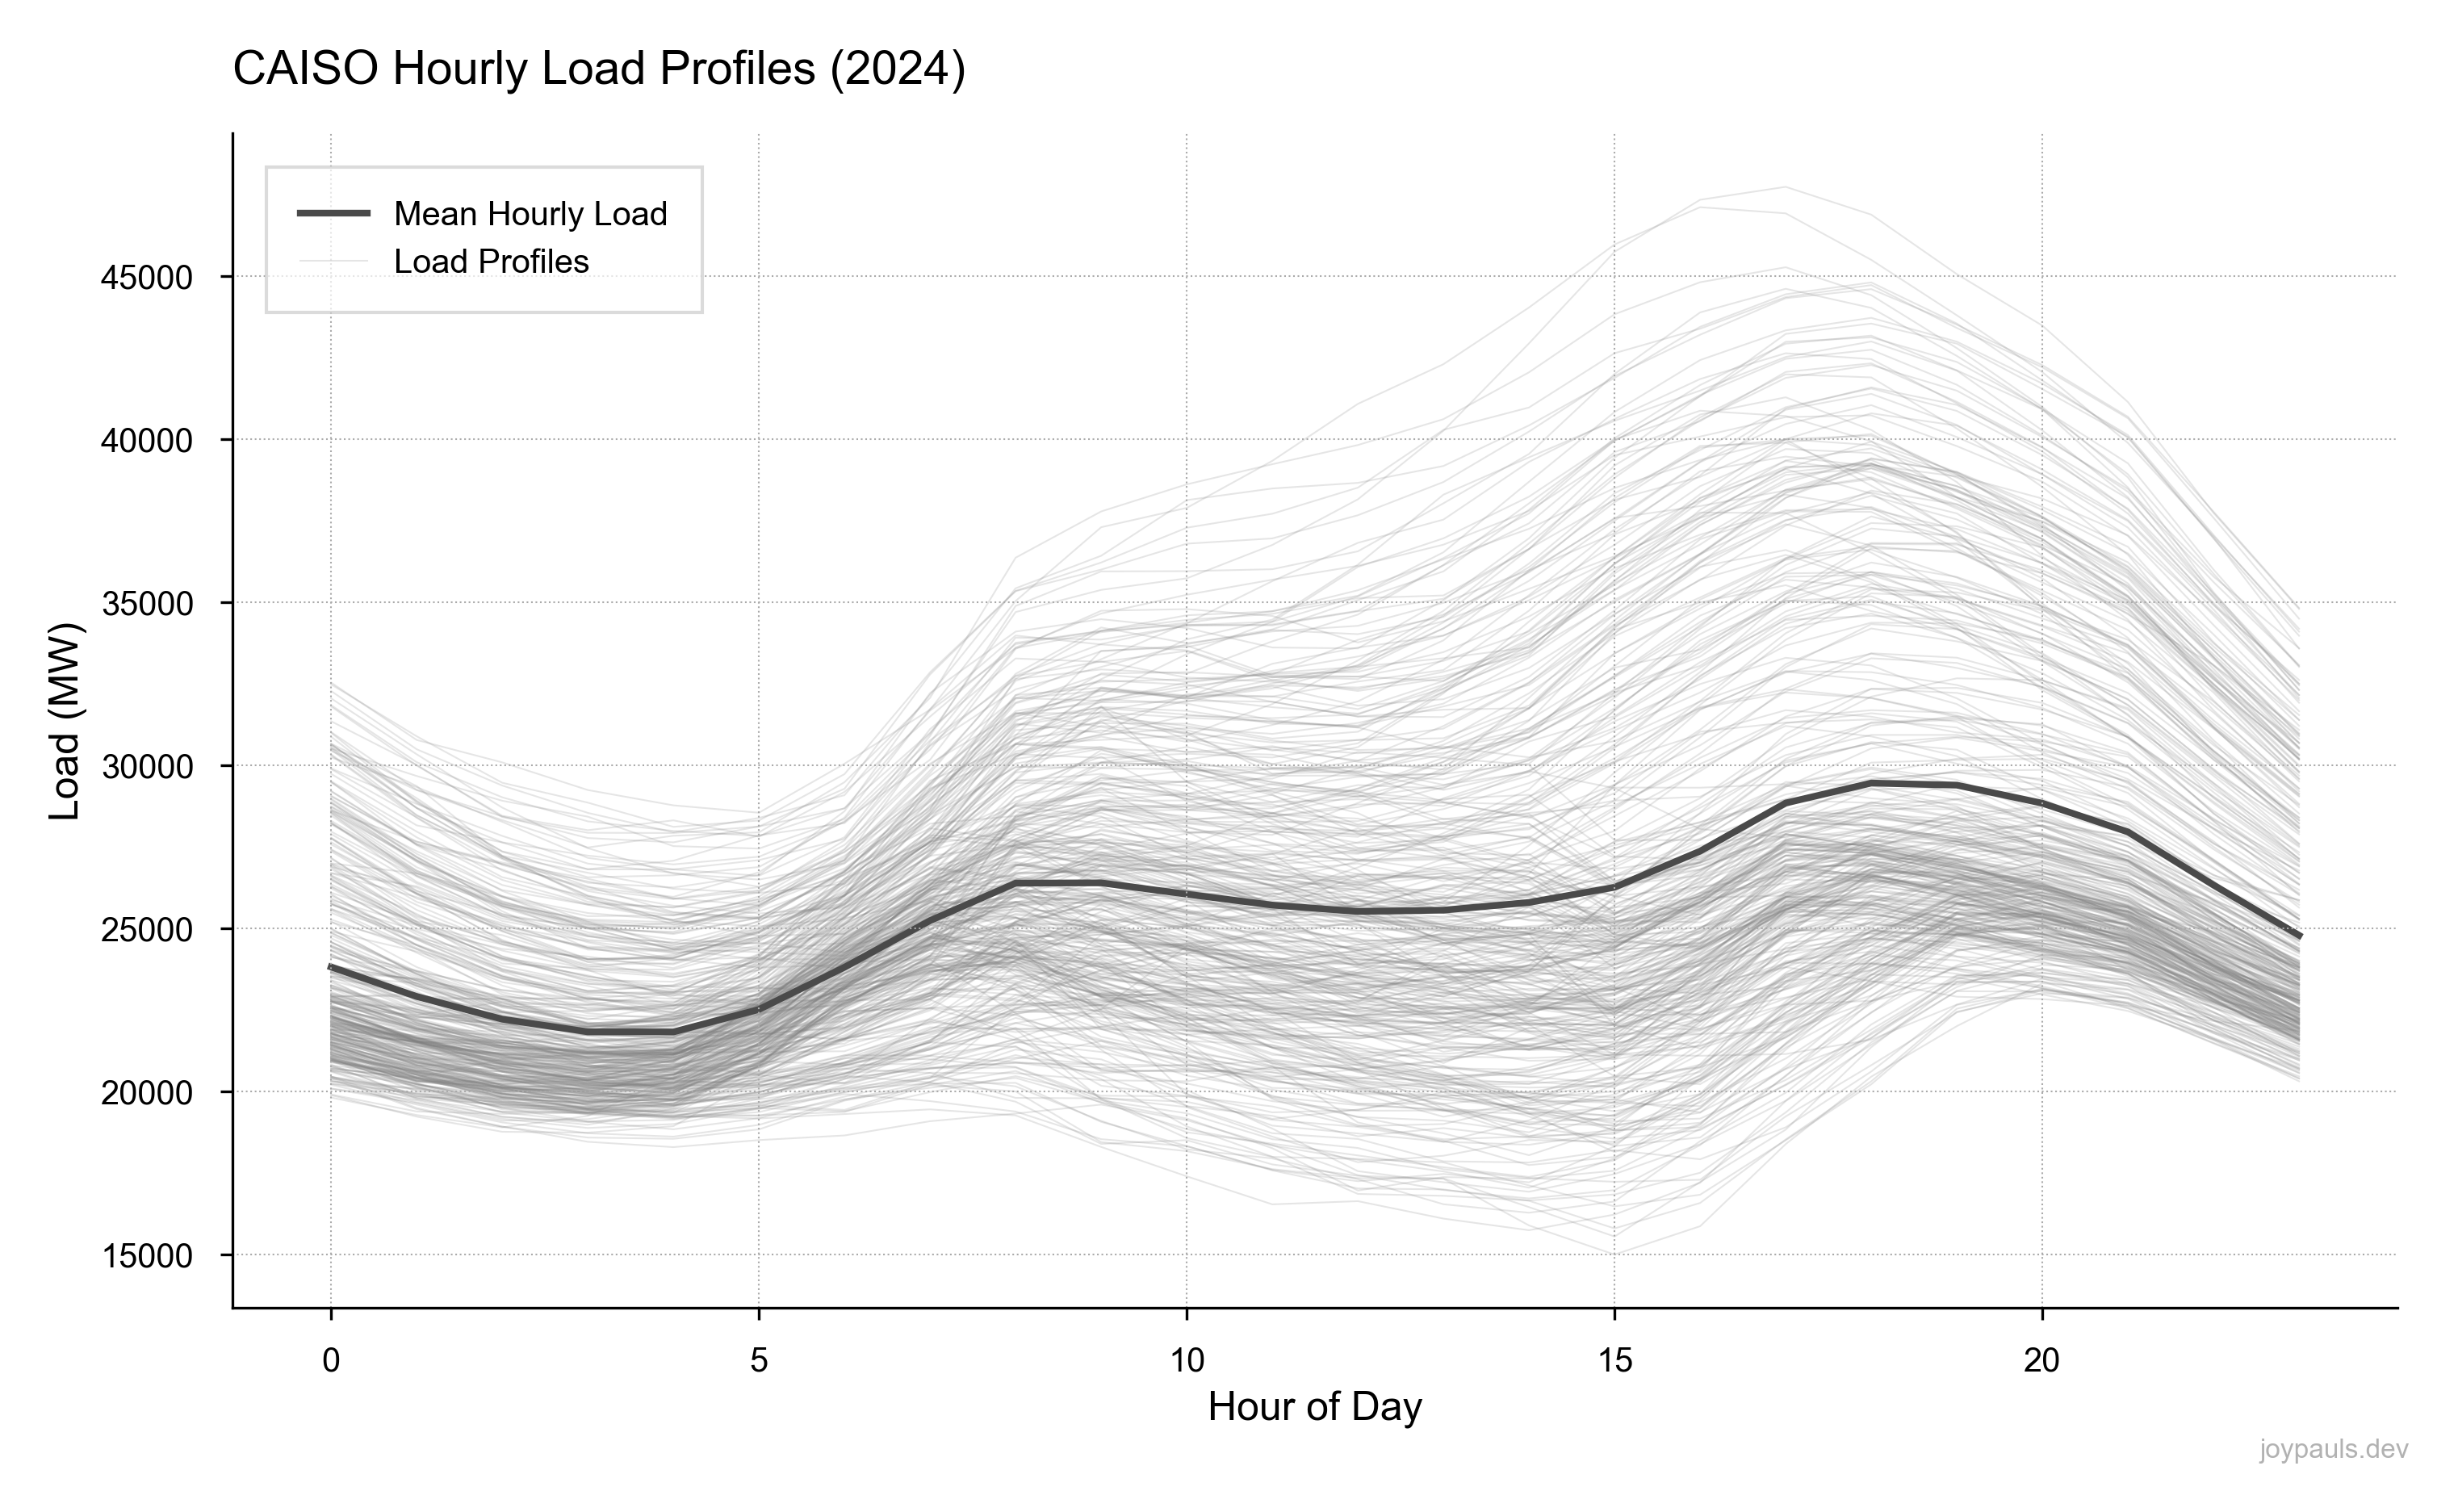 CAISO Hourly Load Profiles (2024)
Mean Hourly Load
Load Profiles
45000
40000
35000
30000
25000
20000
15000
Load (MW)
0 5 10 15 20
Hour of Day
joypauls.dev